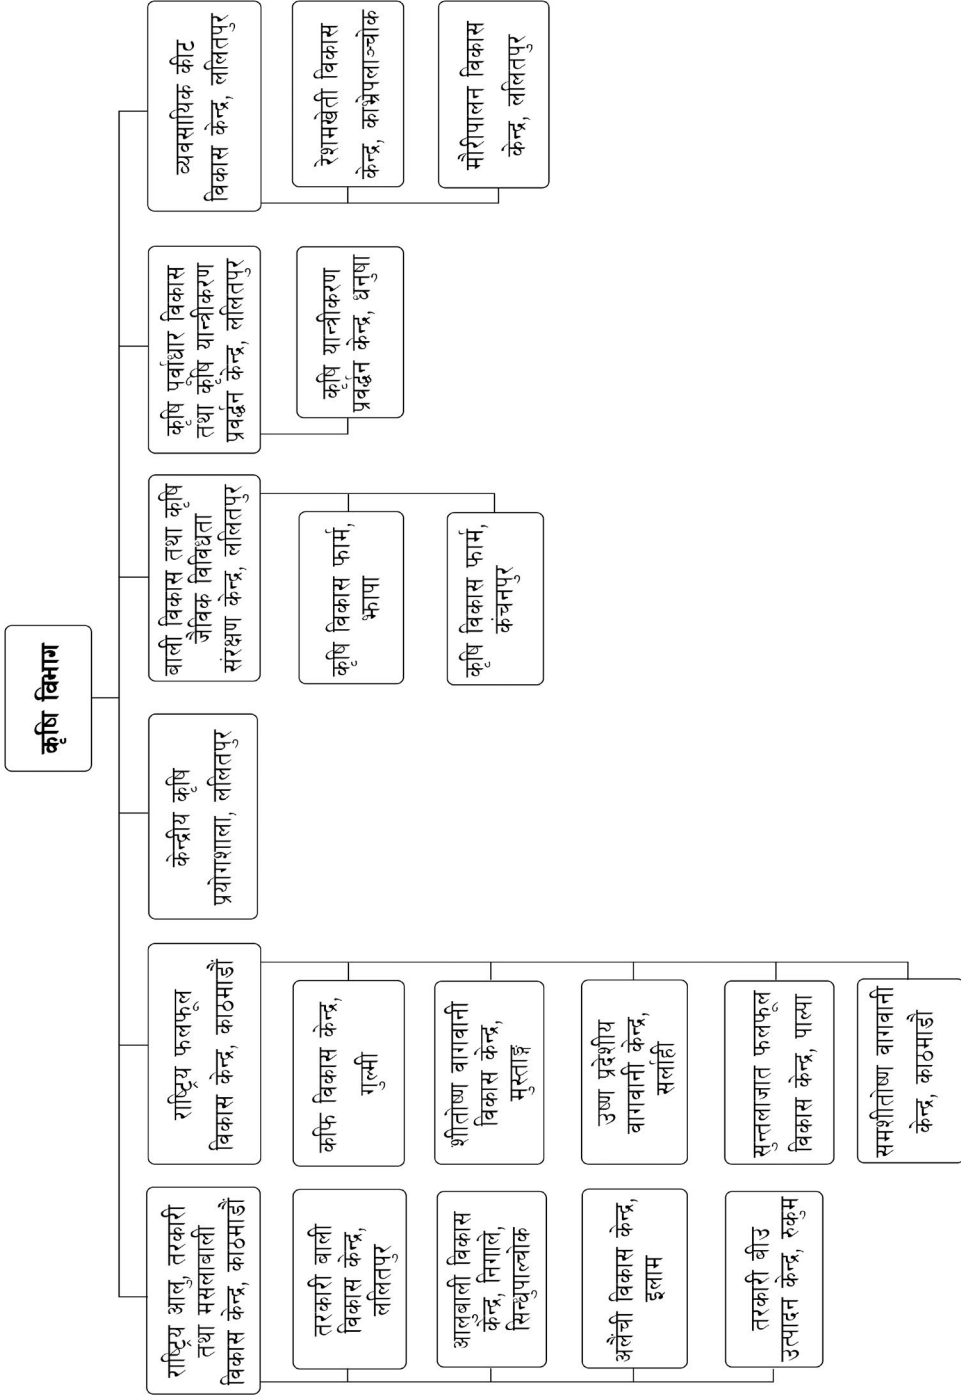 कृषि विभाग
राष्ट्रिय आलु, तरकारी
तथा मसलाबाली
विकास केन्द्र, काठमाडौं
तरकारी बाली
विकास केन्द्र,
ललितपुर
आलुबाली विकास
केन्द्र, निगाले,
सिन्धुपाल्चोक
अलैंची विकास केन्द्र,
इलाम
तरकारी बीउ
उत्पादन केन्द्र, रुकुम
राष्ट्रिय फलफूल
विकास केन्द्र, काठमाडौं
कफि विकास केन्द्र,
गुल्मी
शीतोष्ण वागवानी
विकास केन्द्र,
मुस्ताङ्ग
उष्ण प्रदेशीय
वागवानी केन्द्र,
सर्लाही
सुन्तलाजात फलफूल
विकास केन्द्र, पाल्पा
समशीतोष्ण वागवानी
केन्द्र, काठमाडौं
केन्द्रीय कृषि
प्रयोगशाला, ललितपुर
बाली विकास तथा कृषि
जैविक विविधता
संरक्षण केन्द्र, ललितपुर
कृषि विकास फार्म,
झापा
कृषि विकास फार्म,
कंचनपुर
कृषि पूर्वाधार विकास
तथा कृषि यान्त्रीकरण
प्रवर्द्धन केन्द्र, ललितपुर
कृषि यान्त्रीकरण
प्रवर्द्धन केन्द्र, धनुषा
व्यवसायिक कीट
विकास केन्द्र, ललितपुर
रेशमखेती विकास
केन्द्र, काभ्रेपलाञ्चोक
मौरीपालन विकास
केन्द्र, ललितपुर